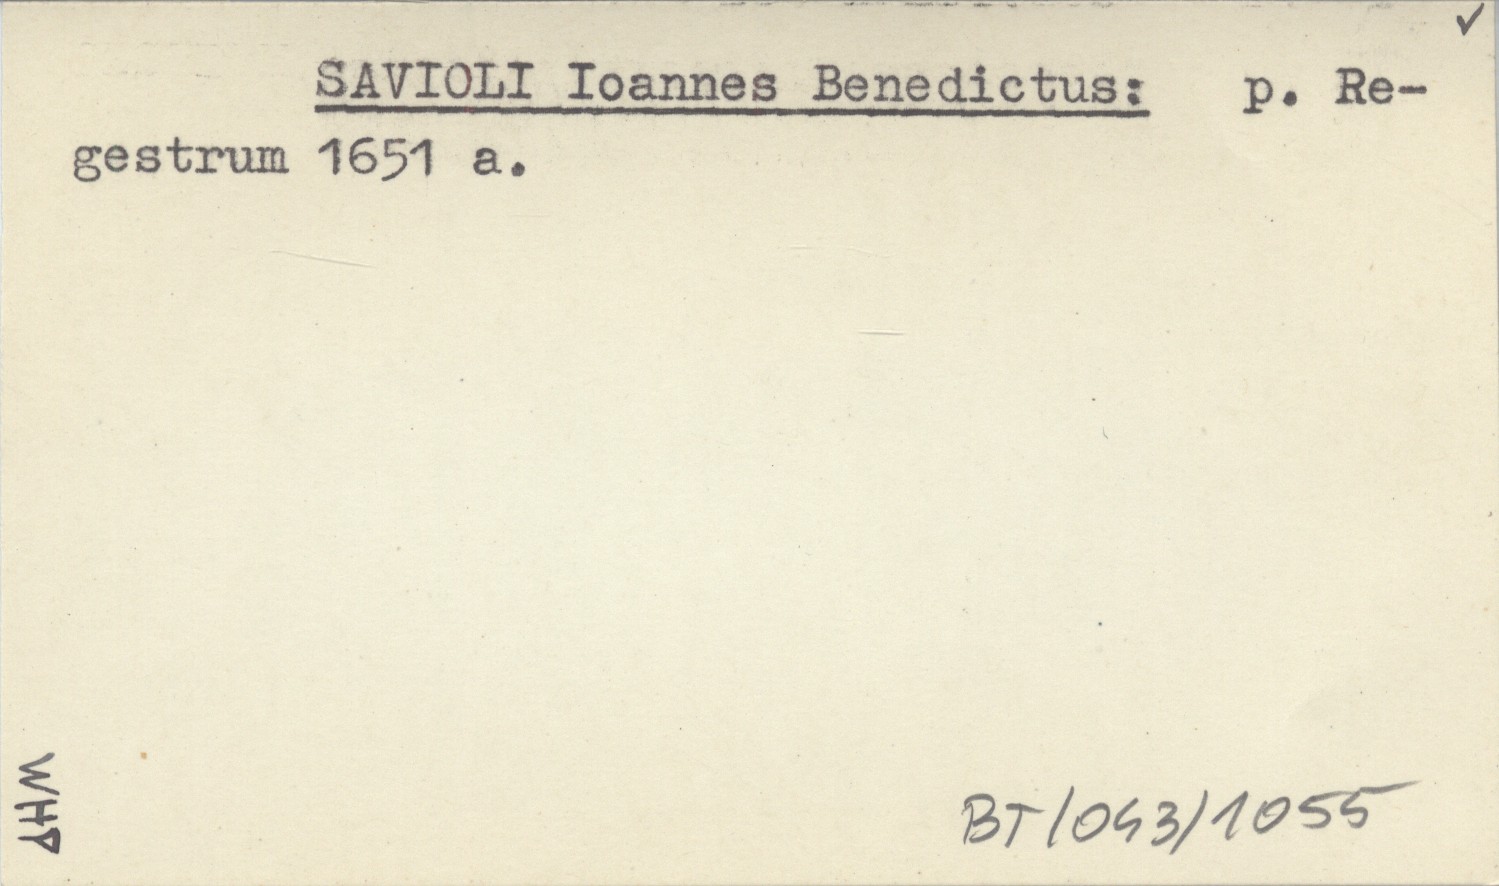 ✓
SAVIOLI Ioannes Benedictus: p. Re-
gestrum 1651 a.
WHP
BT/043/1055